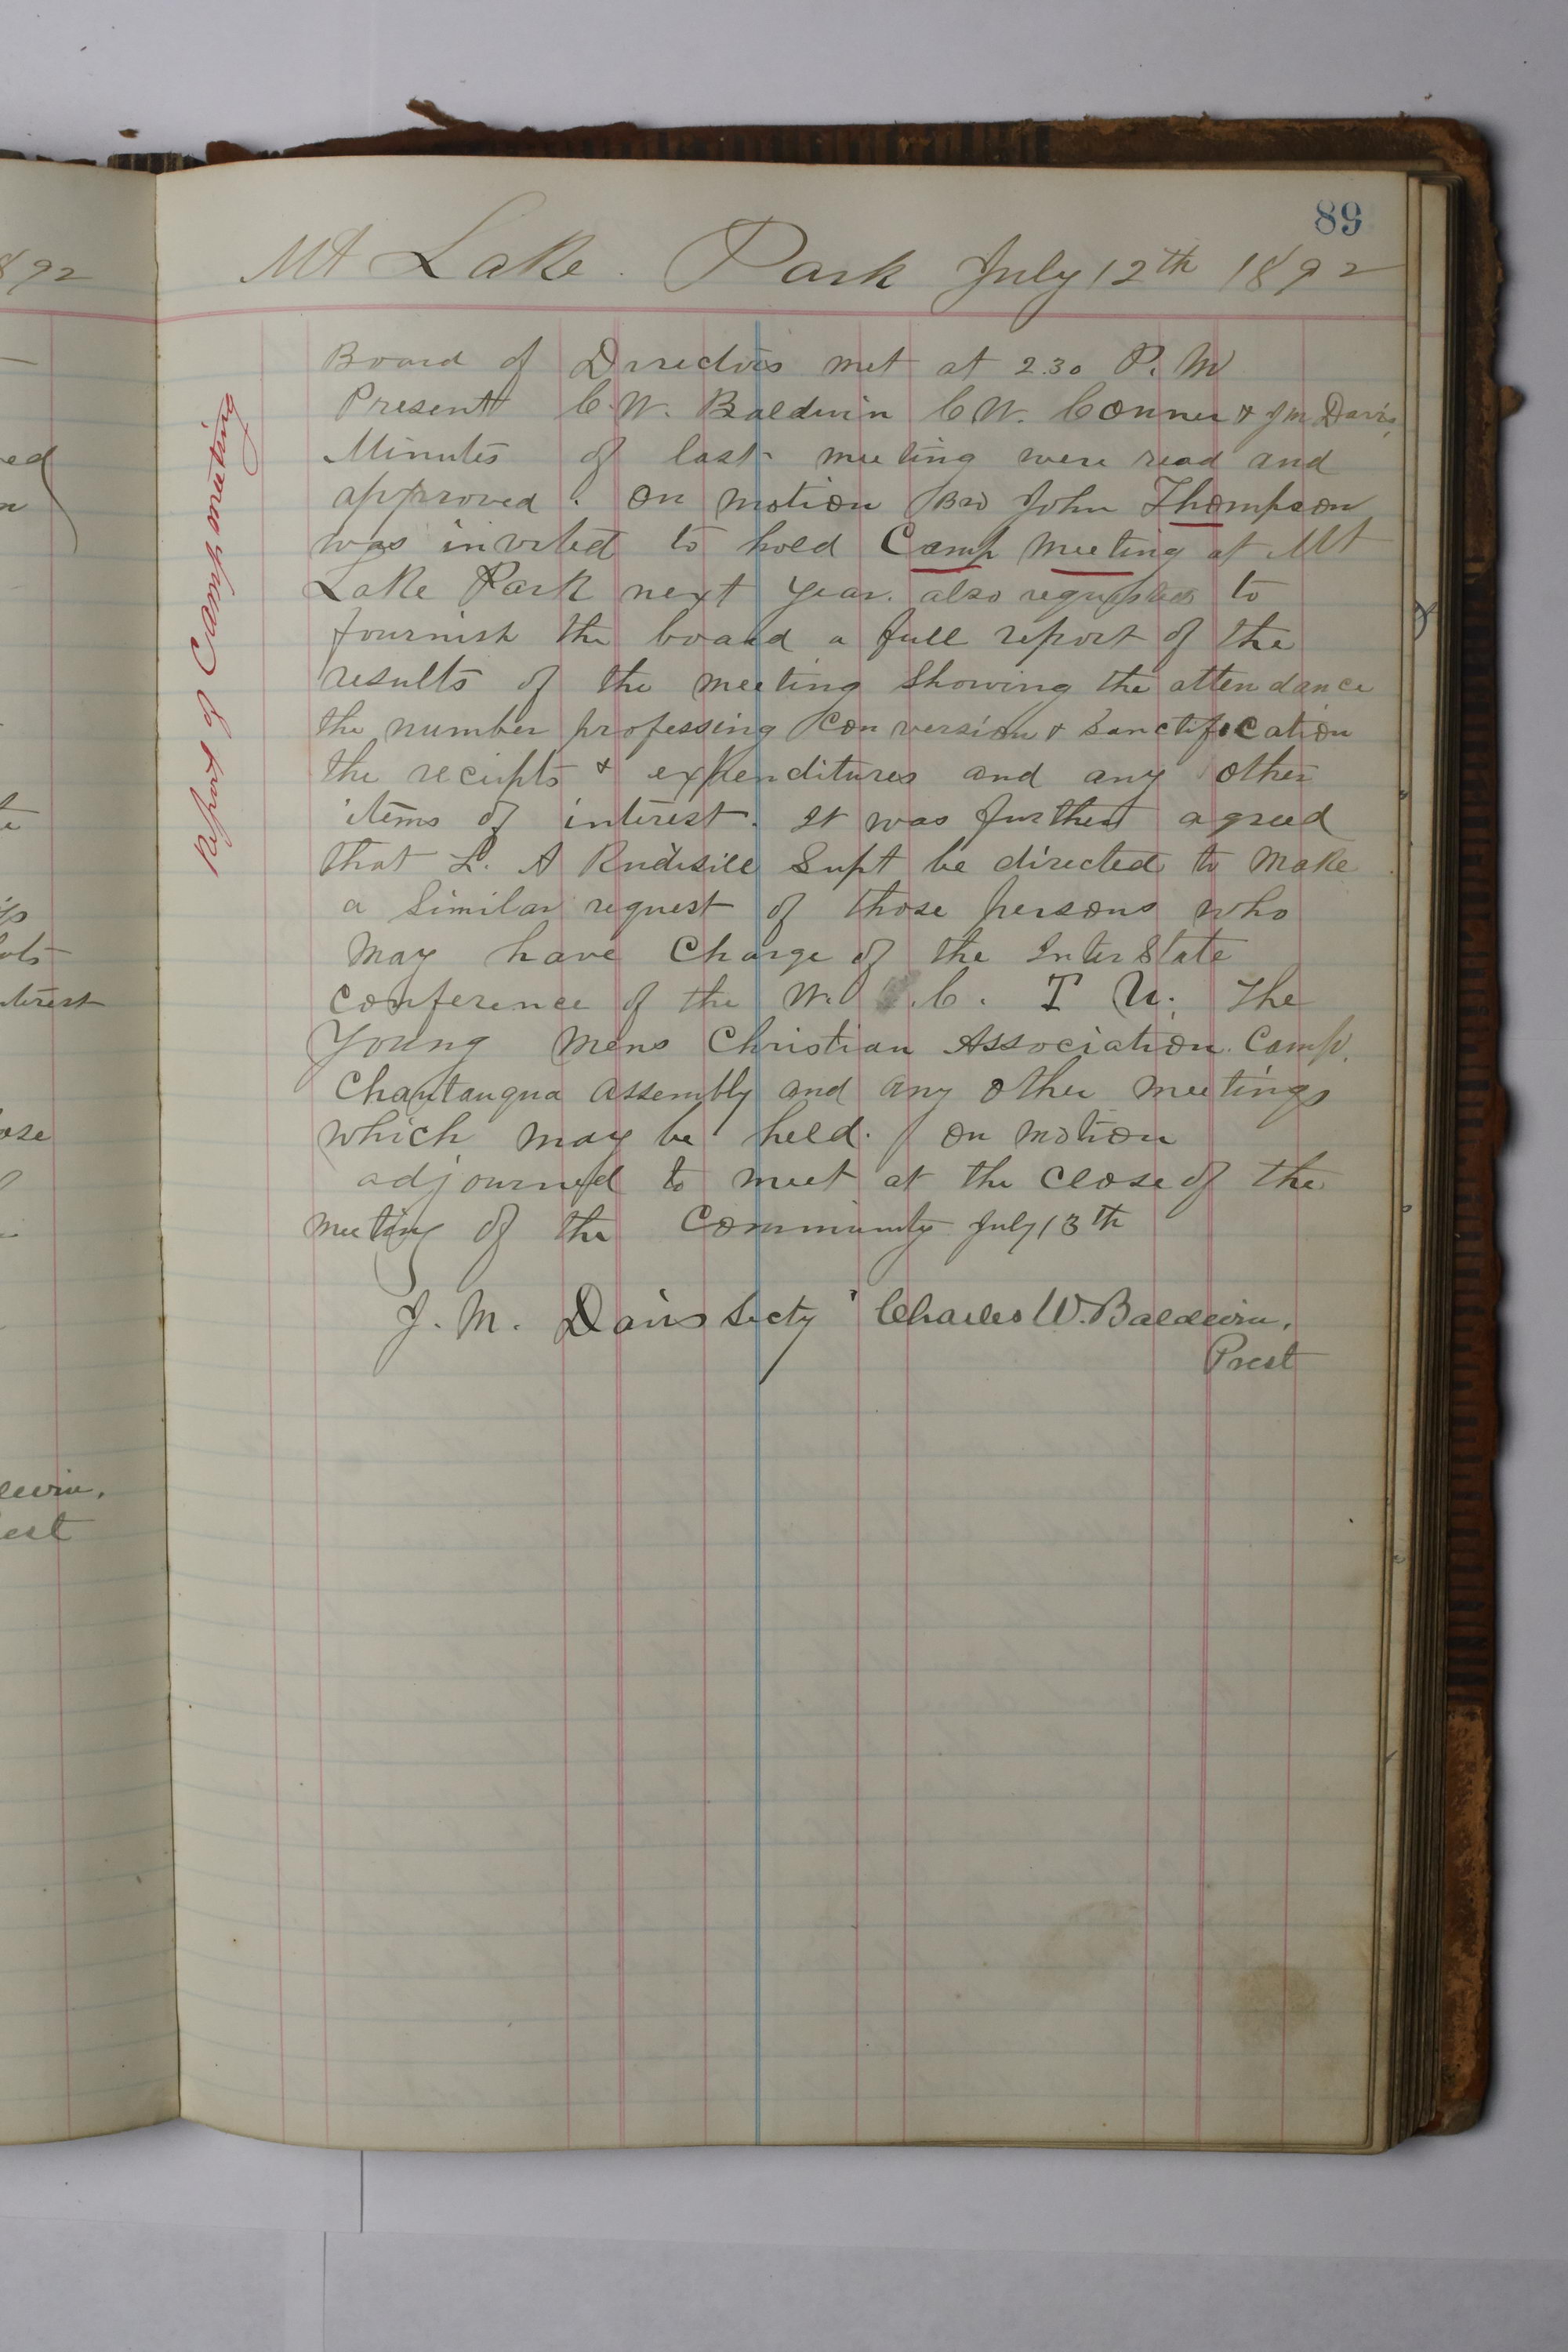 89
Mt Lake Park July 12th 1892
Report of Camp meeting
Board of Directors met at 2.30 P.M
Present C.W. Baldwin C W. Conner & J M Davis
Minutes of last meeting were read and
approved. On motion Bro John Thompson
was invited to hold Camp Meeting at Mt
Lake Park next year. also requested to
fournish the board a full report of the
results of the meeting Showing the attendance
the number professing Conversion & Sanctification
the reciepts & expenditures and any other
items of interest. It was further agreed
that L. A Rudisill Supt be directed to make
a Similar request of those persons who
may have Charge of the InterState
conference of the W. C. T U. The
Young Mens Christian Association Camp.
Chautauqua assembly and any other meetings
which may be held. On motion
adjourned to meet at the Close of the
meeting of the Community July 13th
J. M. Davis Secty Charles W. Baldwin,
Prest
892
ed
n
te
ots
terest
ose
dwin,
est